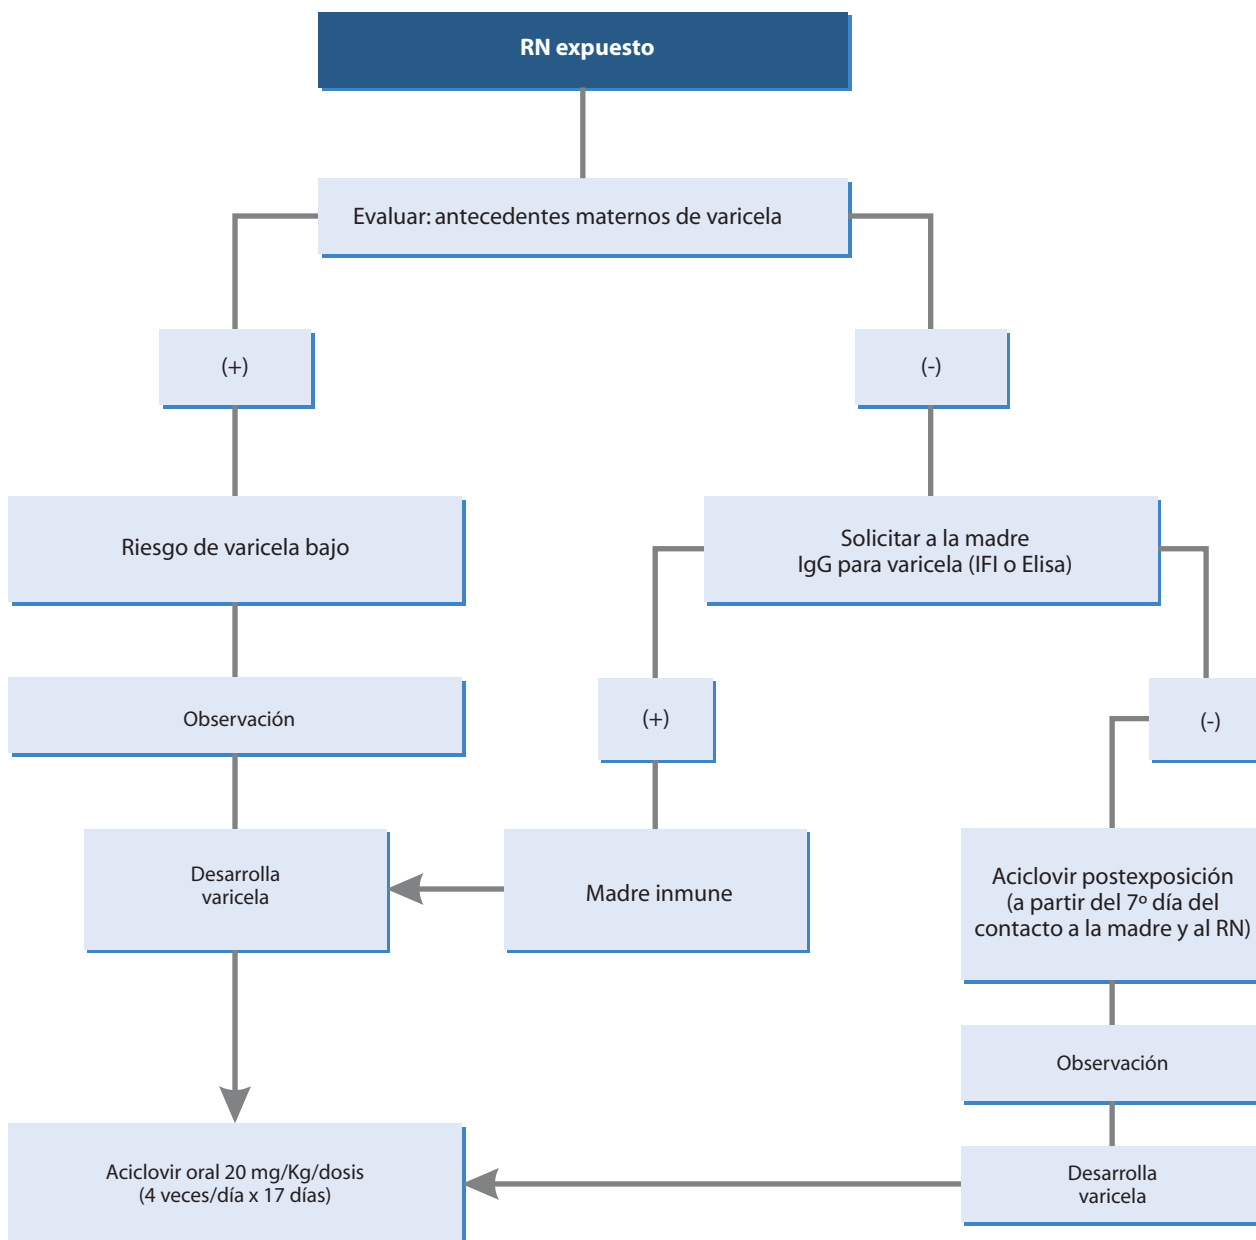 RN expuesto
Evaluar: antecedentes maternos de varicela
(+)
(-)
Riesgo de varicela bajo
Solicitar a la madre
IgG para varicela (IFI o Elisa)
Observación
(+)
(-)
Desarrolla
varicela
Madre inmune
Aciclovir postexposición
(a partir del 7º día del
contacto a la madre y al RN)
Observación
Aciclovir oral 20 mg/Kg/dosis
(4 veces/día x 17 días)
Desarrolla
varicela